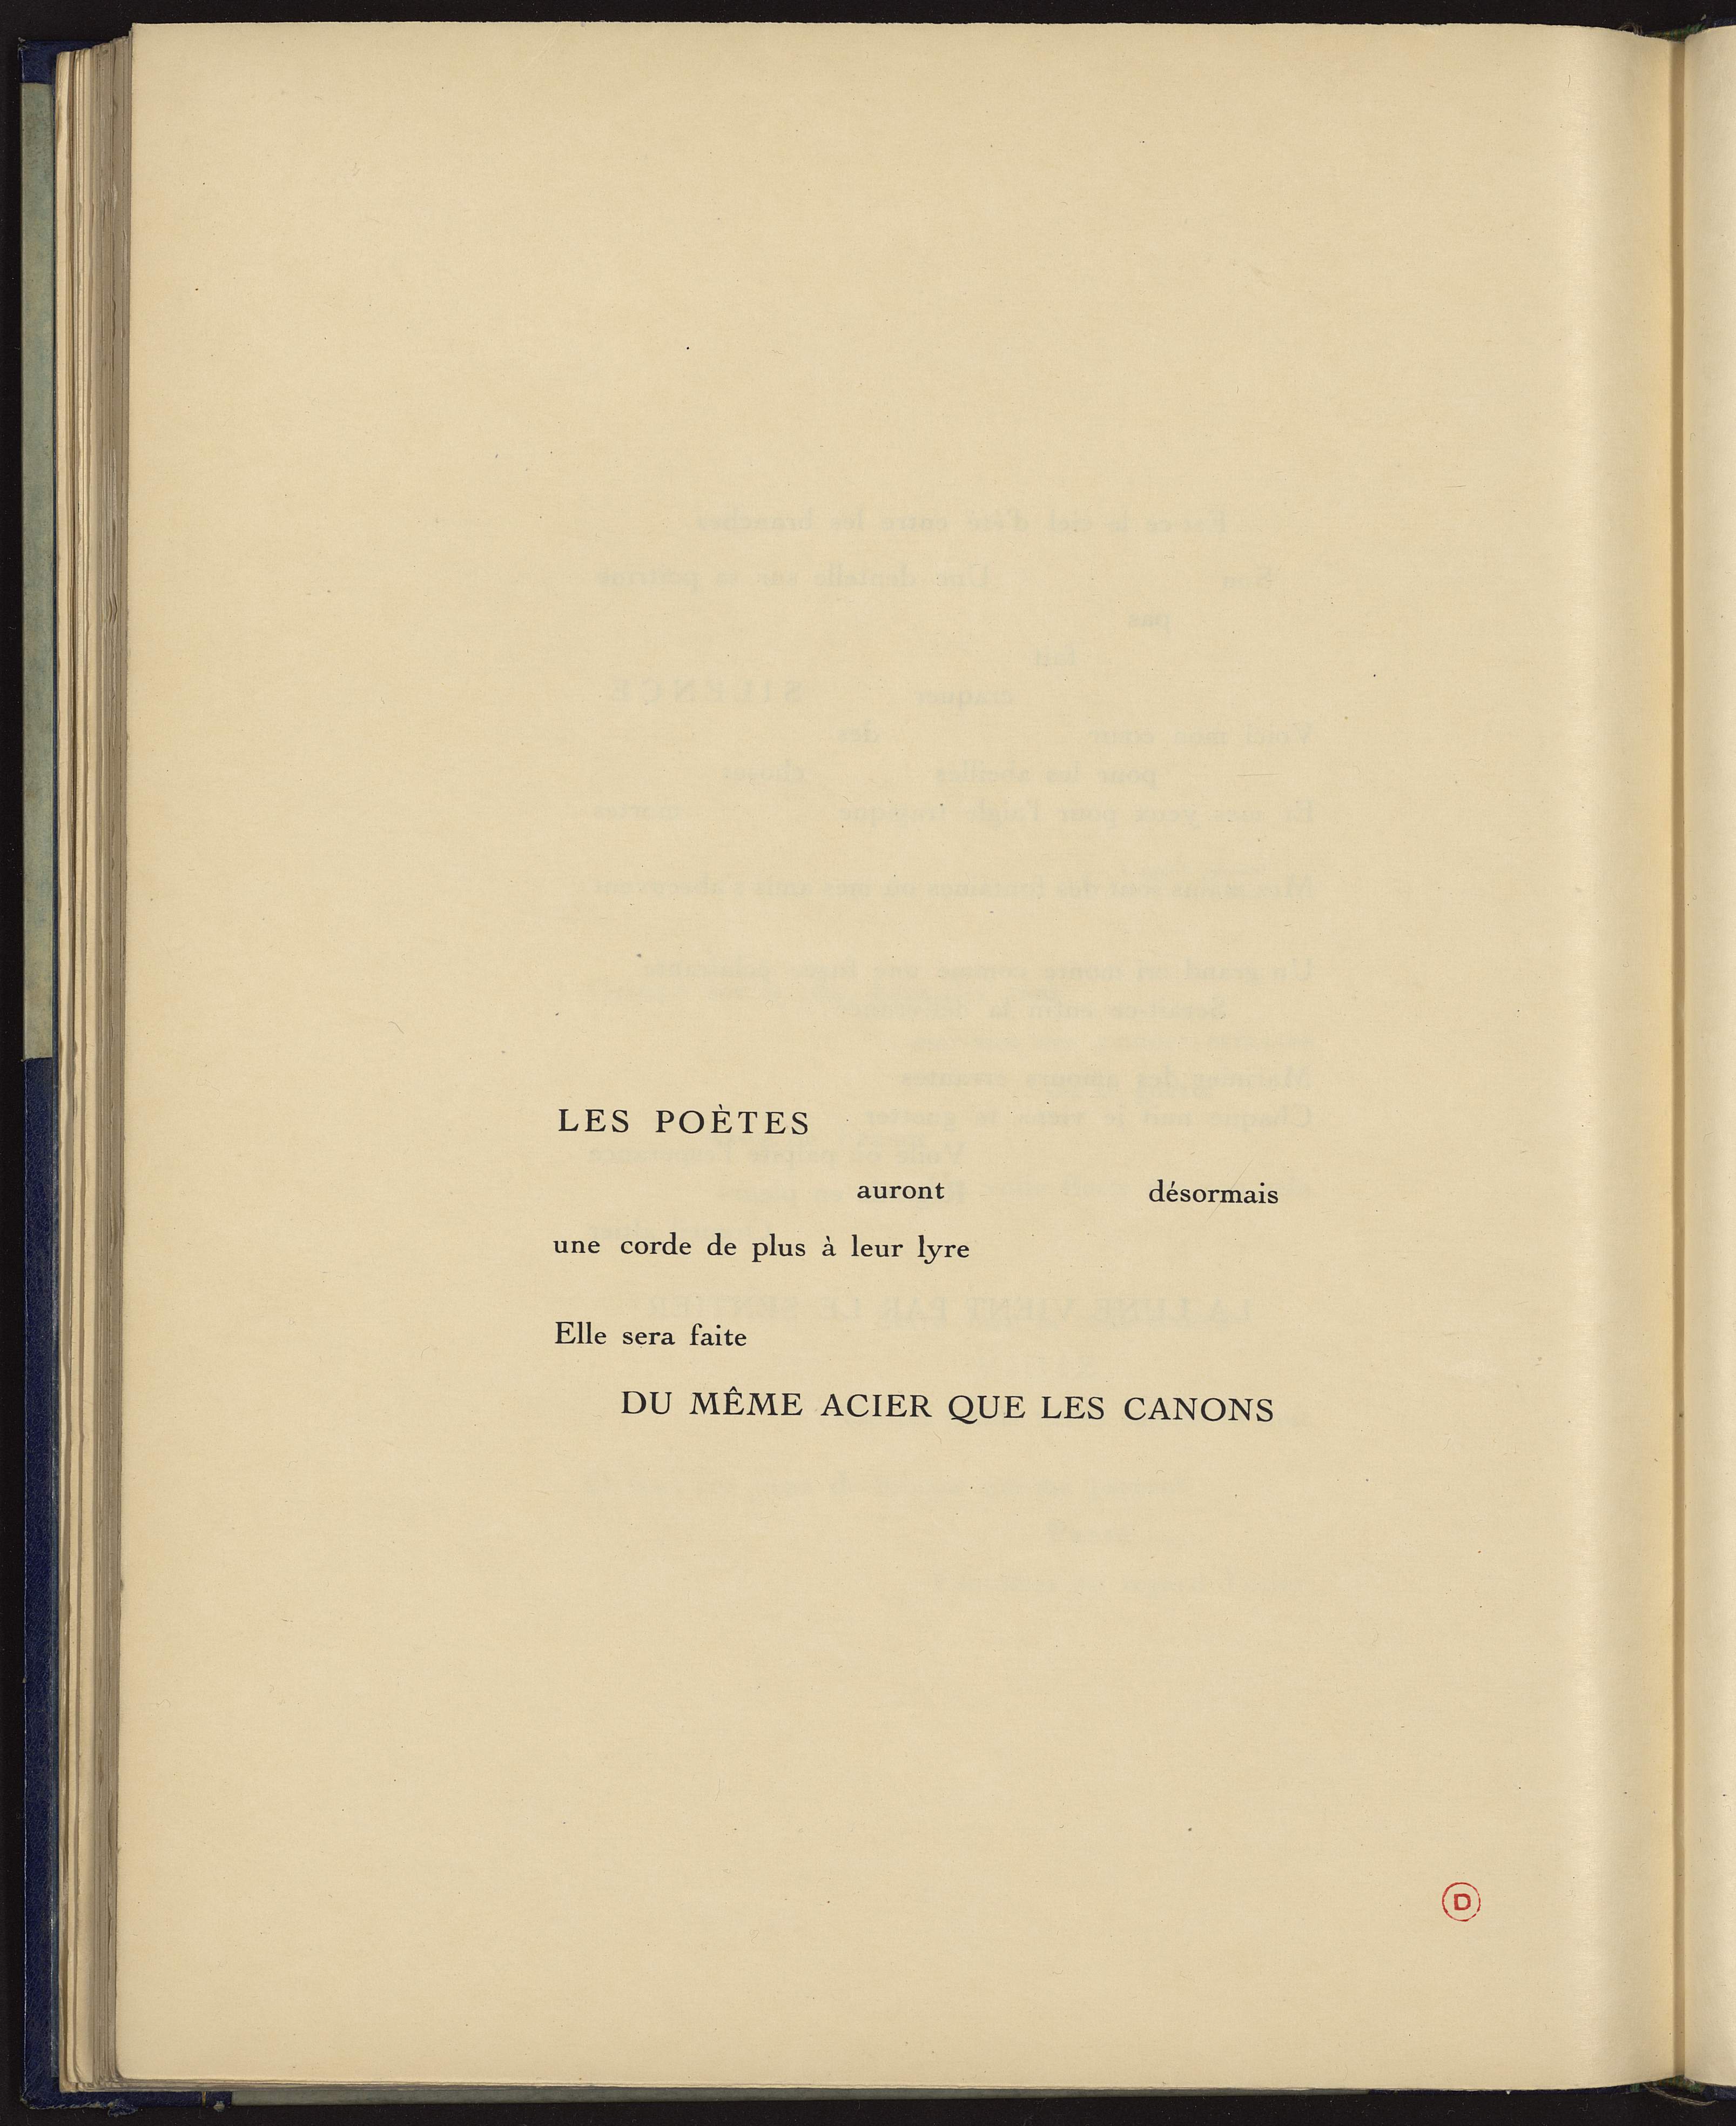 LES POÈTES
auront désormais
une corde de plus à leur lyre
Elle sera faite
DU MÊME ACIER QUE LES CANONS
D